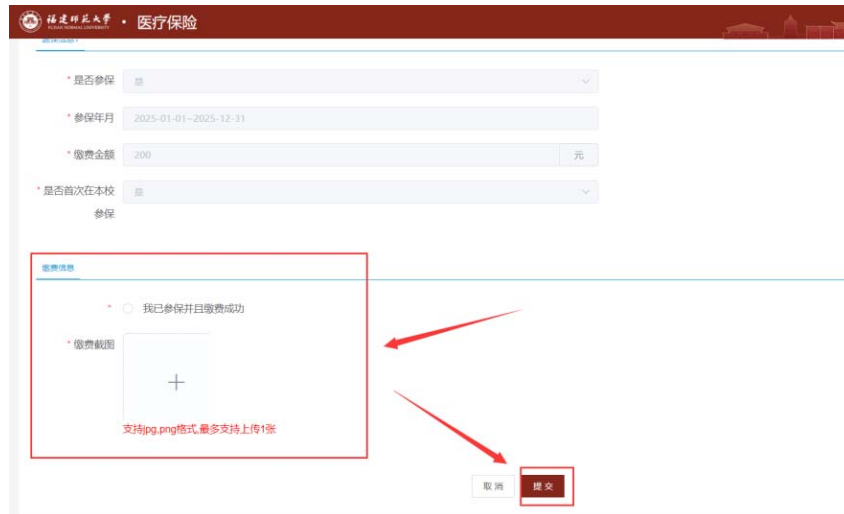 福建师范大学 · 医疗保险
FUJIAN NORMAL UNIVERSITY
* 是否参保 是
* 参保年月 2025-01-01~2025-12-31
* 缴费金额 200 元
* 是否首次在本校 是
参保
缴费信息
* 我已参保并且缴费成功
* 缴费截图
支持jpg,png格式,最多支持上传1张
取消 提交